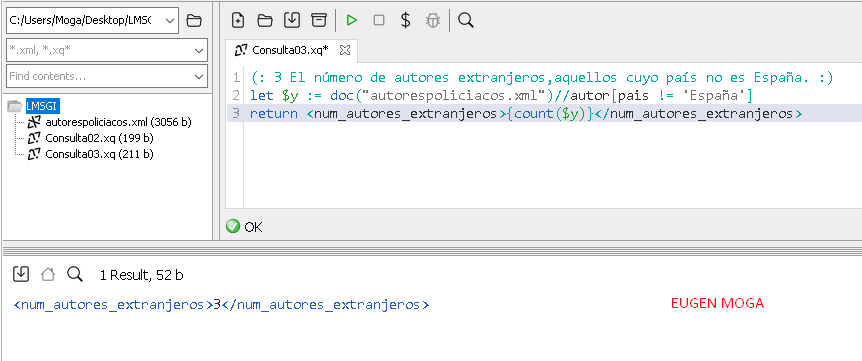 C:/Users/Moga/Desktop/LMSG
*.xml, *.xq*
Find contents...
LMSGI
autorespoliciacos.xml (3056 b)
Consulta02.xq (199 b)
Consulta03.xq (211 b)
$
Consulta03.xq*
1 (: 3 El número de autores extranjeros,aquellos cuyo país no es España. :)
2 let $y := doc("autorespoliciacos.xml")//autor[pais != 'España']
3 return <num_autores_extranjeros>{count($y)}</num_autores_extranjeros>
OK
1 Result, 52 b
<num_autores_extranjeros>3</num_autores_extranjeros>
EUGEN MOGA